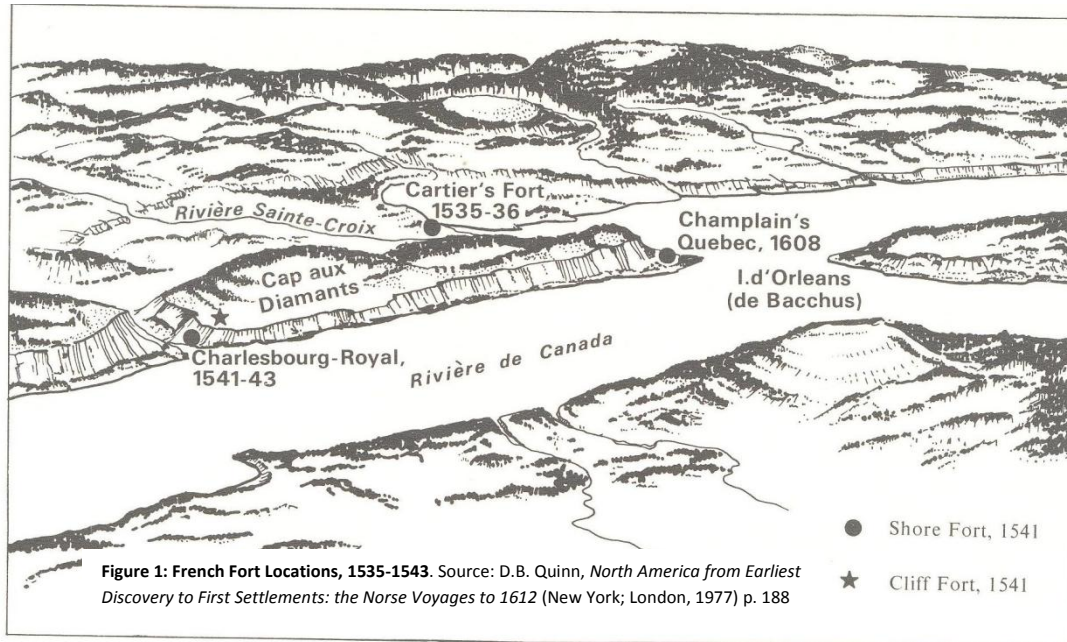 Cartier's Fort,
1535-36
Rivière Sainte-Croix
Champlain's
Quebec, 1608
Cap aux
Diamants
I.d'Orleans
(de Bacchus)
Charlesbourg-Royal,
1541-43
Rivière de Canada
Shore Fort, 1541
Cliff Fort, 1541
Figure 1: French Fort Locations, 1535-1543. Source: D.B. Quinn, North America from Earliest
Discovery to First Settlements: the Norse Voyages to 1612 (New York; London, 1977) p. 188